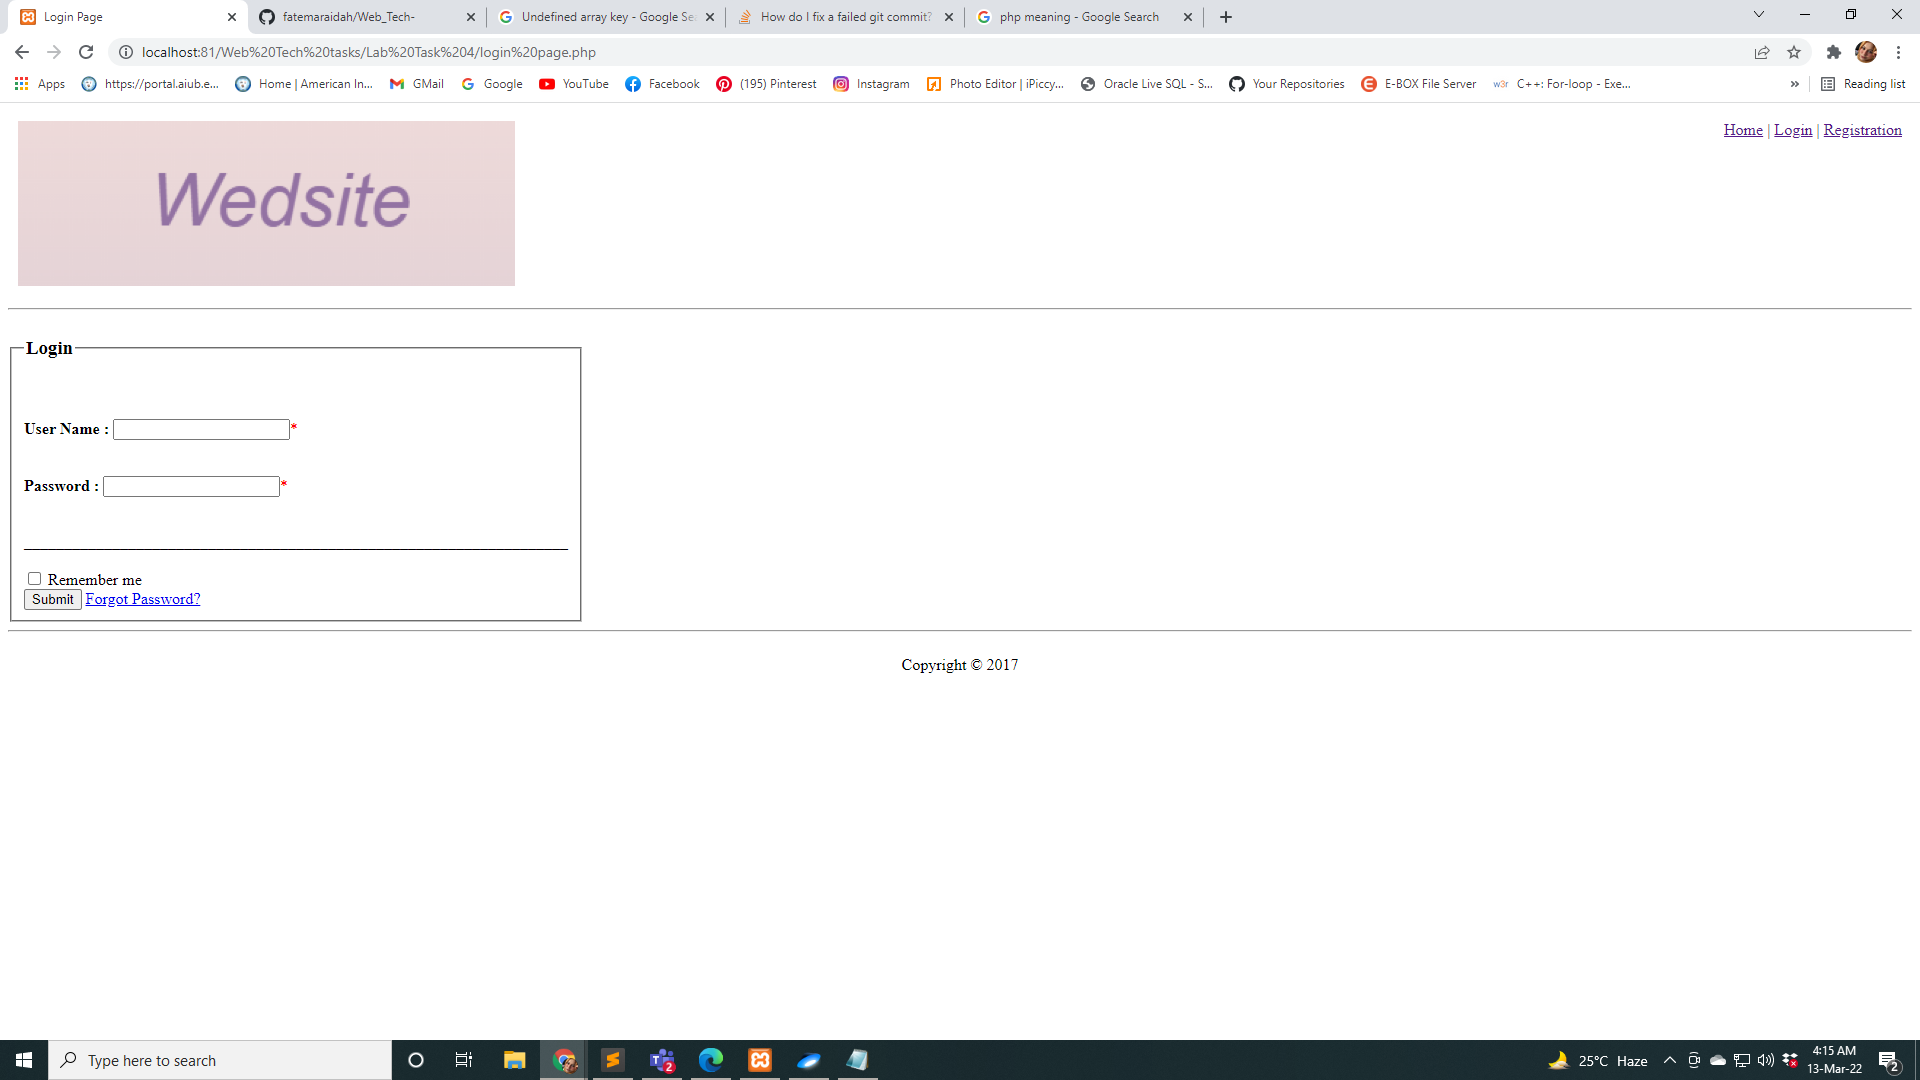 Login Page
fatemaraidah/Web_Tech-
Undefined array key - Google Se
How do I fix a failed git commit?
php meaning - Google Search
localhost:81/Web%20Tech%20tasks/Lab%20Task%204/login%20page.php
Apps
https://portal.aiub.e...
Home | American In...
GMail
Google
YouTube
Facebook
(195) Pinterest
Instagram
Photo Editor | iPiccy...
Oracle Live SQL - S...
Your Repositories
E-BOX File Server
w3r C++: For-loop - Exe...
» Reading list
Wedsite
Home | Login | Registration
Login
User Name : *
Password : *
Remember me
Submit Forgot Password?
Copyright © 2017
Type here to search
2
25°C Haze
4:15 AM
13-Mar-22
2